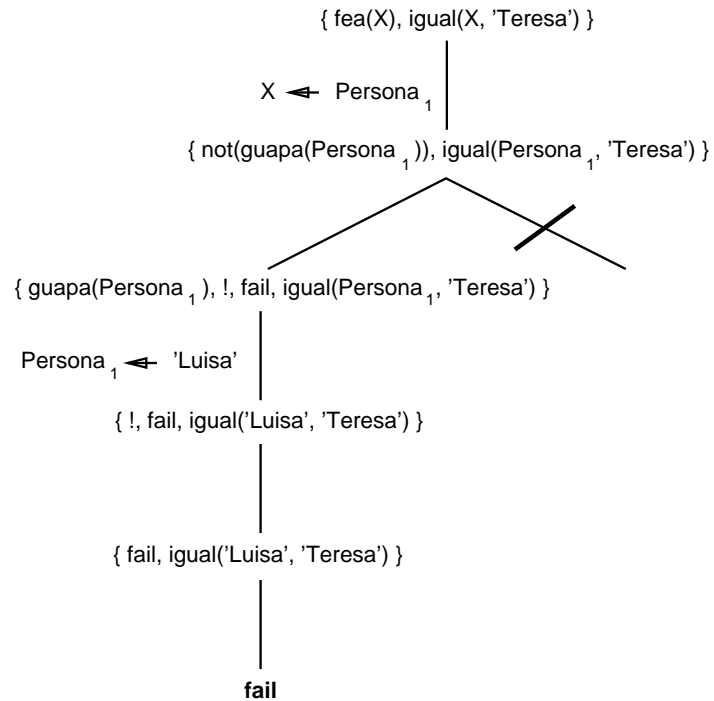 { fea(X), igual(X, ’Teresa’) }
X Persona 1
{ not(guapa(Persona 1 )), igual(Persona 1, ’Teresa’) }
{ guapa(Persona 1 ), !, fail, igual(Persona 1, ’Teresa’) }
Persona 1 ’Luisa’
{ !, fail, igual(’Luisa’, ’Teresa’) }
{ fail, igual(’Luisa’, ’Teresa’) }
fail